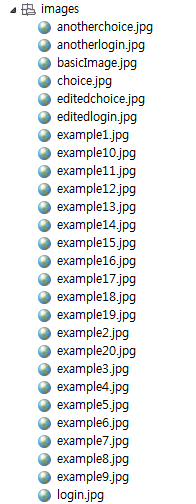 images
anotherchoice.jpg
anotherlogin.jpg
basicImage.jpg
choice.jpg
editedchoice.jpg
editedlogin.jpg
example1.jpg
example10.jpg
example11.jpg
example12.jpg
example13.jpg
example14.jpg
example15.jpg
example16.jpg
example17.jpg
example18.jpg
example19.jpg
example2.jpg
example20.jpg
example3.jpg
example4.jpg
example5.jpg
example6.jpg
example7.jpg
example8.jpg
example9.jpg
login.jpg